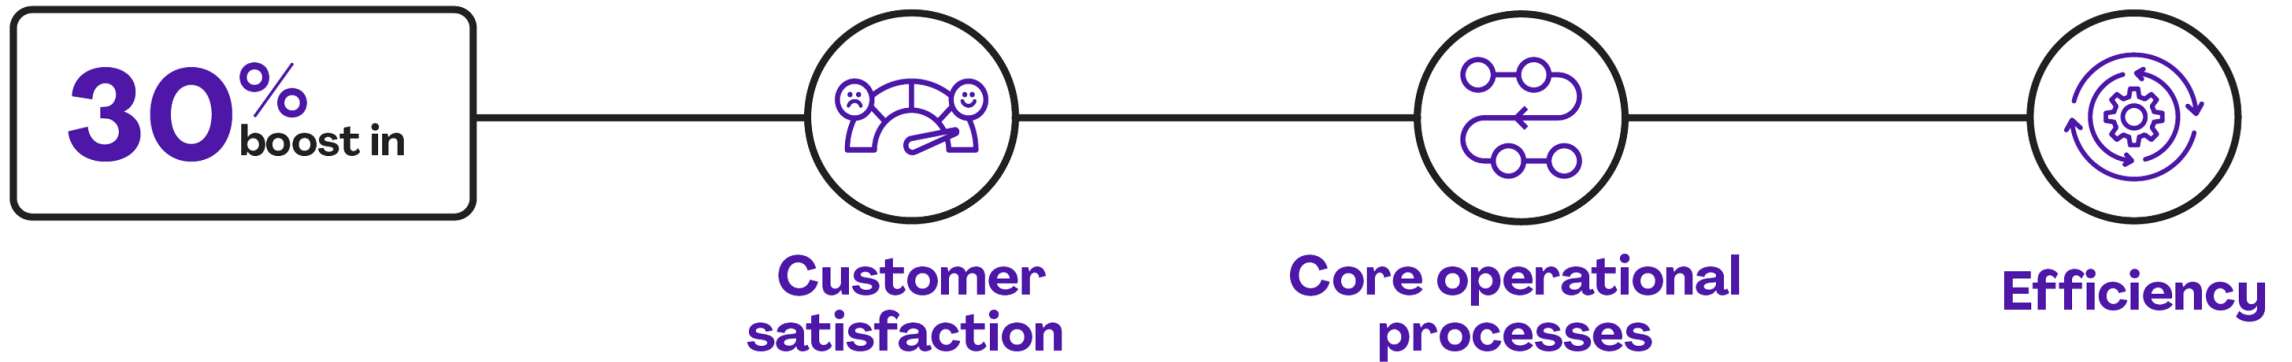 30%
boost in
Customer
satisfaction
Core operational
processes
Efficiency